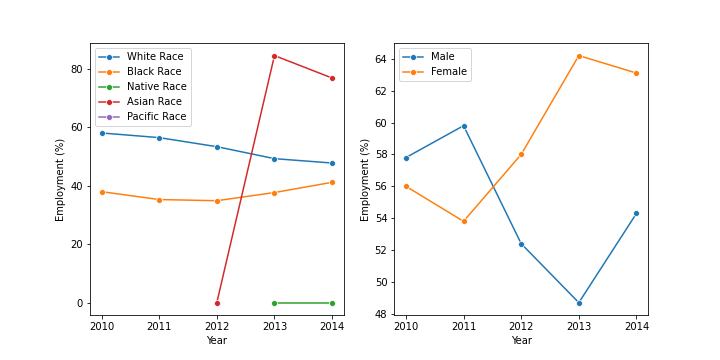 White Race
Black Race
Native Race
Asian Race
Pacific Race
Employment (%)
80
60
40
20
0
2010 2011 2012 2013 2014
Year
Male
Female
Employment (%)
64
62
60
58
56
54
52
50
48
2010 2011 2012 2013 2014
Year